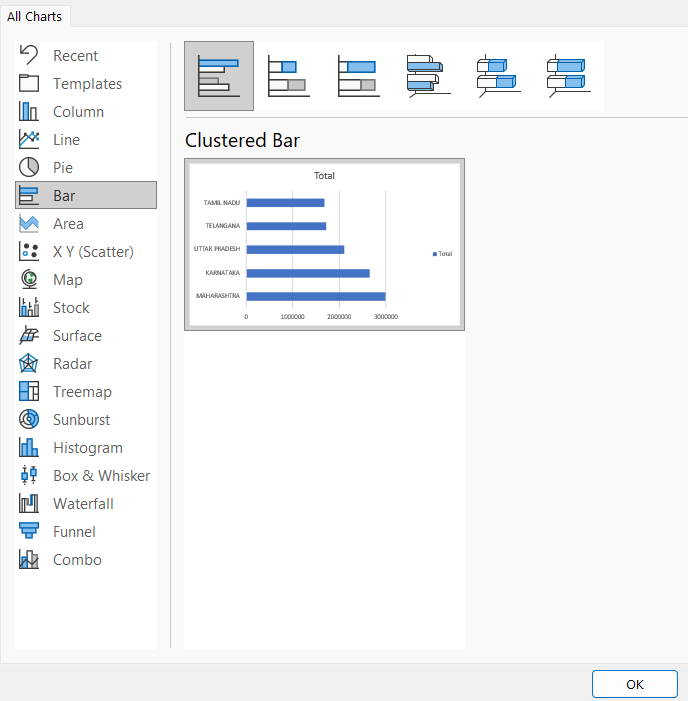 All Charts
Recent
Templates
Column
Line
Pie
Bar
Area
X Y (Scatter)
Map
Stock
Surface
Radar
Treemap
Sunburst
Histogram
Box & Whisker
Waterfall
Funnel
Combo
Clustered Bar
Total
TAMIL NADU
TELANGANA
UTTAR PRADESH
KARNATAKA
MAHARASHTRA
0 1000000 2000000 3000000
Total
OK